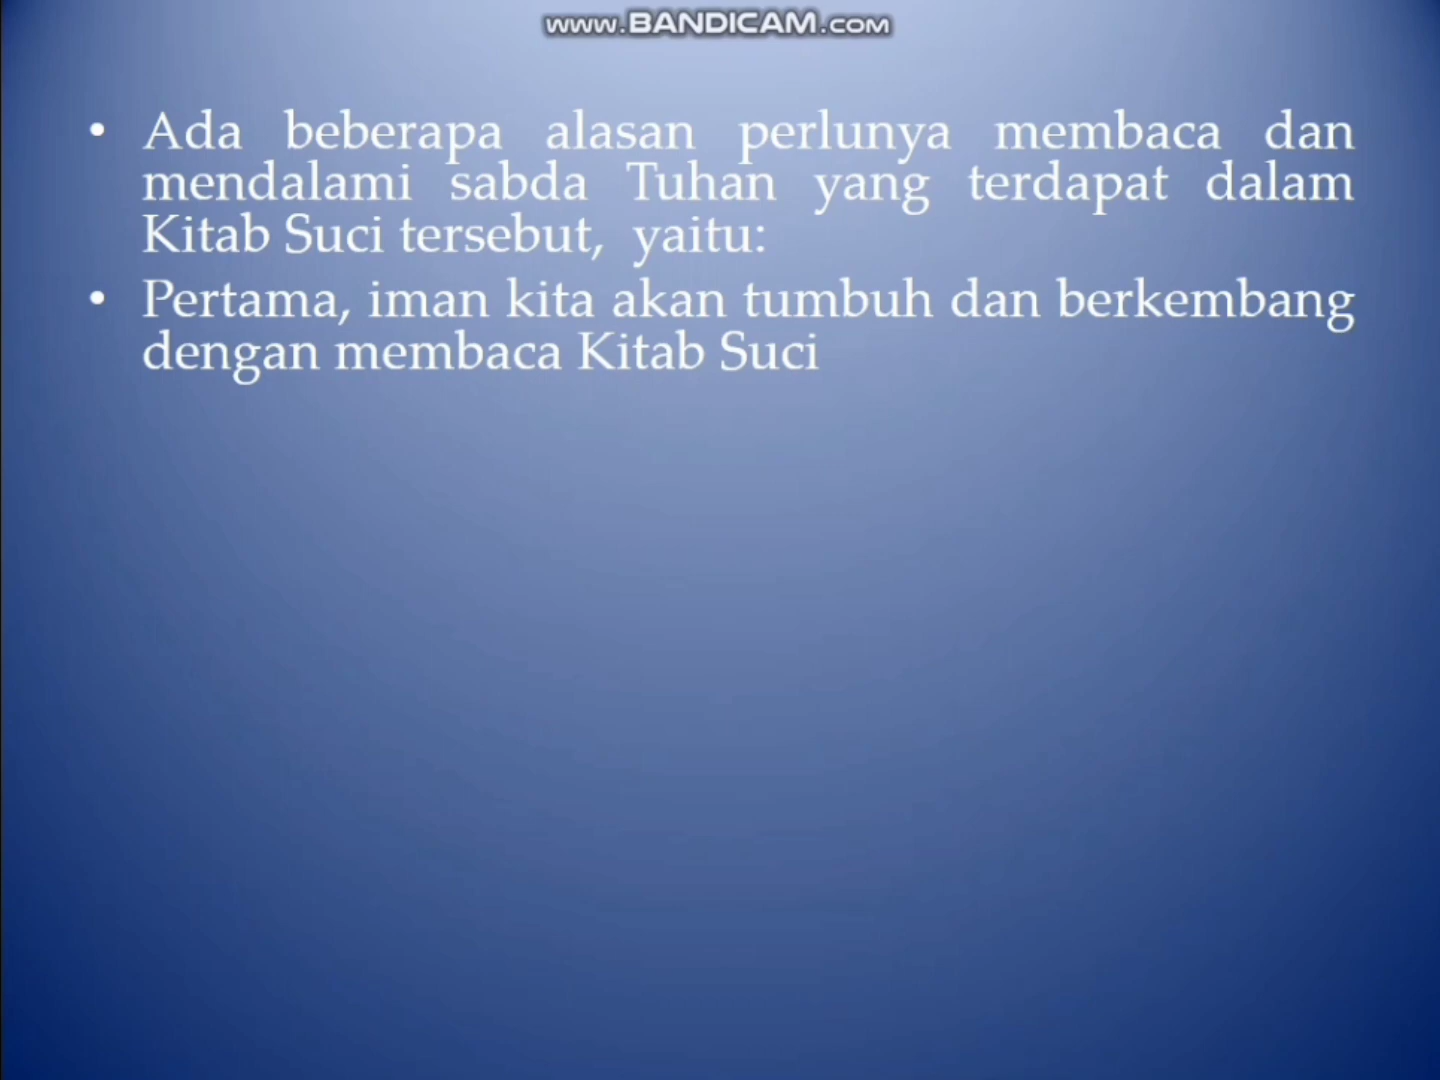 www.BANDICAM.com
• Ada beberapa alasan perlunya membaca dan
mendalami sabda Tuhan yang terdapat dalam
Kitab Suci tersebut, yaitu:
• Pertama, iman kita akan tumbuh dan berkembang
dengan membaca Kitab Suci